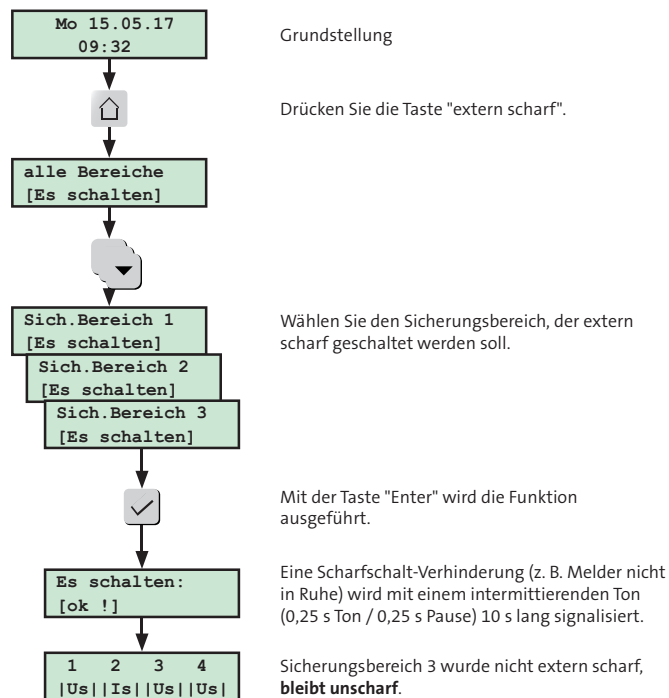 Mo 15.05.17
09:32
Grundstellung
Drücken Sie die Taste "extern scharf".
alle Bereiche
[Es schalten]
Sich.Bereich 1
[Es schalten]
Sich.Bereich 2
[Es schalten]
Sich.Bereich 3
[Es schalten]
Wählen Sie den Sicherungsbereich, der extern
scharf geschaltet werden soll.
Mit der Taste "Enter" wird die Funktion
ausgeführt.
Es schalten:
[ok !]
Eine Scharfschalt-Verhinderung (z. B. Melder nicht
in Ruhe) wird mit einem intermittierenden Ton
(0,25 s Ton / 0,25 s Pause) 10 s lang signalisiert.
1 2 3 4
|Us||Is||Us||Us|
Sicherungsbereich 3 wurde nicht extern scharf,
bleibt unscharf.